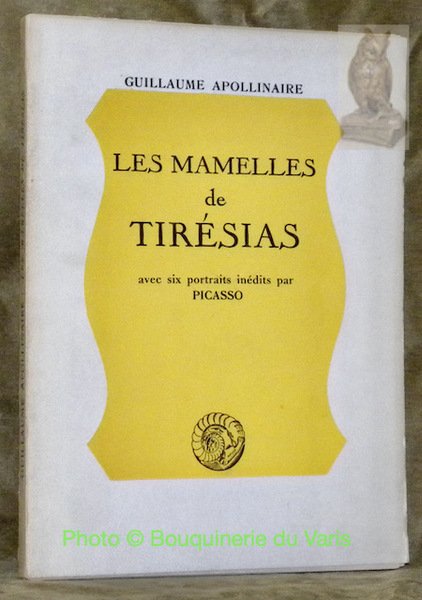 GUILLAUME APOLLINAIRE
LES MAMELLES
de
TIRÉSIAS
avec six portraits inédits par
PICASSO
Photo © Bouquinerie du Varis